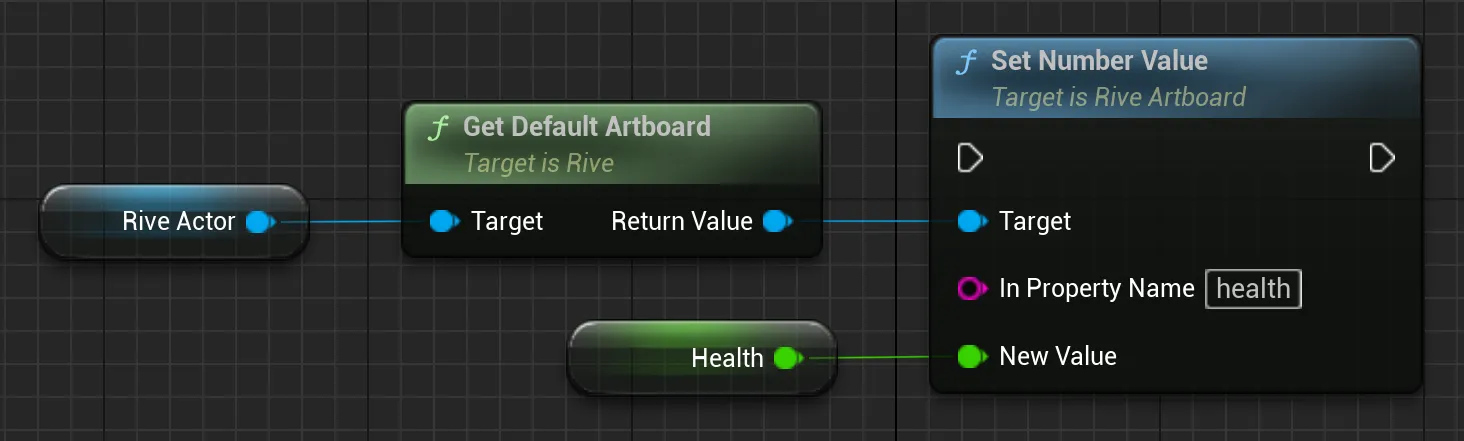 Set Number Value
Target is Rive Artboard
Get Default Artboard
Target is Rive
Rive Actor
Target
Return Value
Target
In Property Name health
Health
New Value